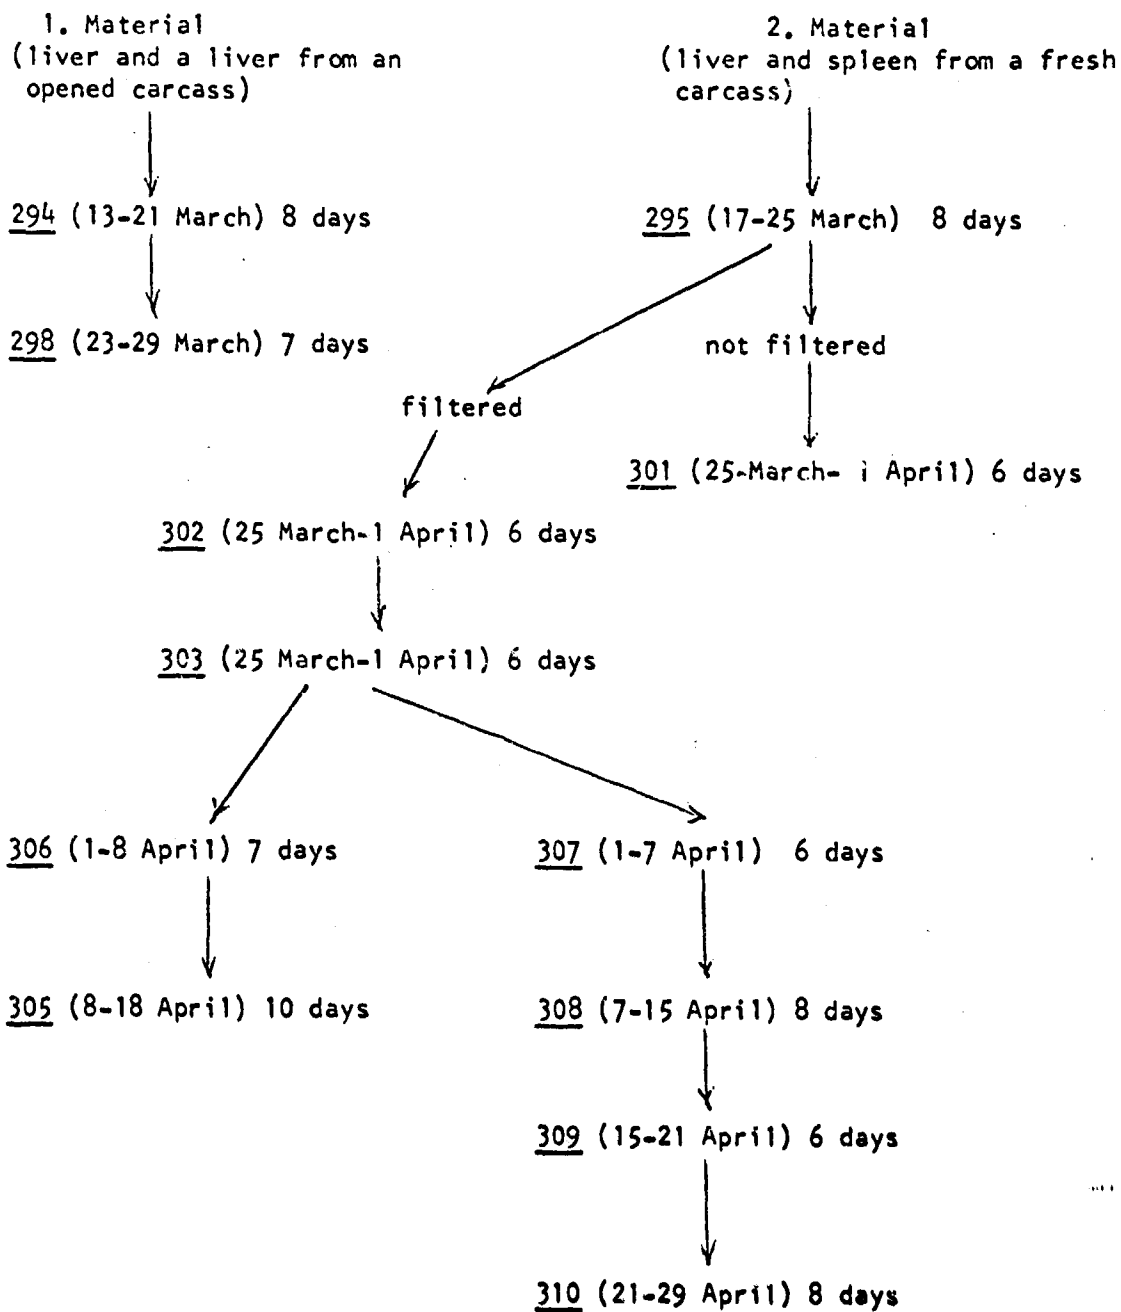 1. Material
(liver and a liver from an
opened carcass)
2. Material
(liver and spleen from a fresh
carcass)
294 (13-21 March) 8 days
295 (17-25 March) 8 days
298 (23-29 March) 7 days
not filtered
filtered
301 (25-March- i April) 6 days
302 (25 March-1 April) 6 days
303 (25 March-1 April) 6 days
306 (1-8 April) 7 days
307 (1-7 April) 6 days
305 (8-18 April) 10 days
308 (7-15 April) 8 days
309 (15-21 April) 6 days
310 (21-29 April) 8 days